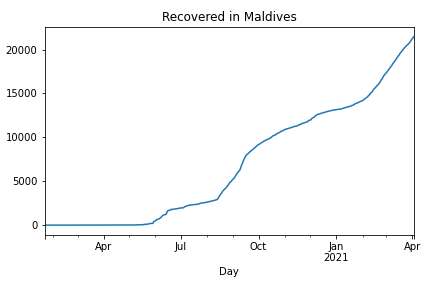 Recovered in Maldives
20000
15000
10000
5000
0
Apr
Jul
Oct
Jan
2021
Apr
Day